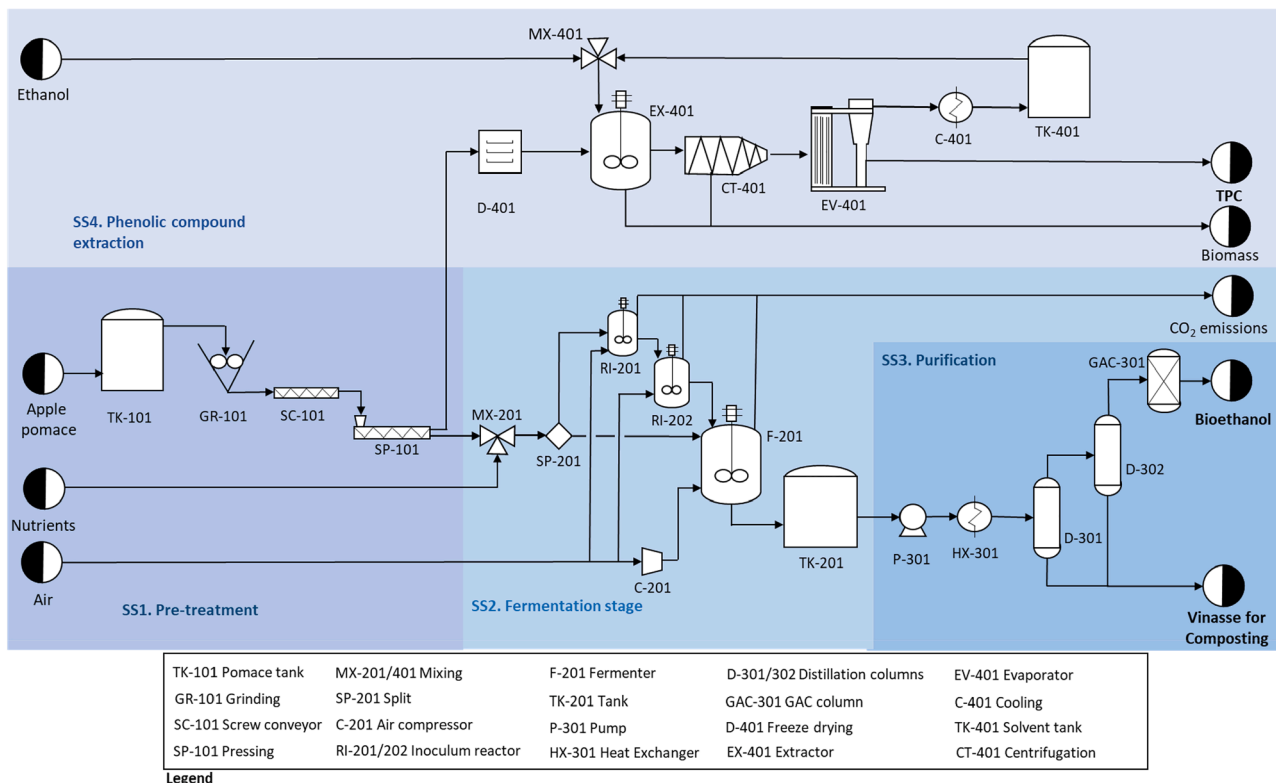 MX-401
Ethanol
EX-401
TK-401
C-401
CT-401
EV-401
D-401
TPC
SS4. Phenolic compound
extraction
Biomass
CO₂ emissions
RI-201
SS3. Purification
GAC-301
Apple
pomace
TK-101
GR-101
SC-101
SP-101
MX-201
SP-201
RI-202
F-201
Bioethanol
D-302
Nutrients
D-301
P-301
HX-301
TK-201
C-201
Air
SS1. Pre-treatment
SS2. Fermentation stage
Vinasse for
Composting
TK-101 Pomace tank
GR-101 Grinding
SC-101 Screw conveyor
SP-101 Pressing
MX-201/401 Mixing
SP-201 Split
C-201 Air compressor
RI-201/202 Inoculum reactor
F-201 Fermenter
TK-201 Tank
P-301 Pump
HX-301 Heat Exchanger
D-301/302 Distillation columns
GAC-301 GAC column
D-401 Freeze drying
EX-401 Extractor
EV-401 Evaporator
C-401 Cooling
TK-401 Solvent tank
CT-401 Centrifugation
Legend